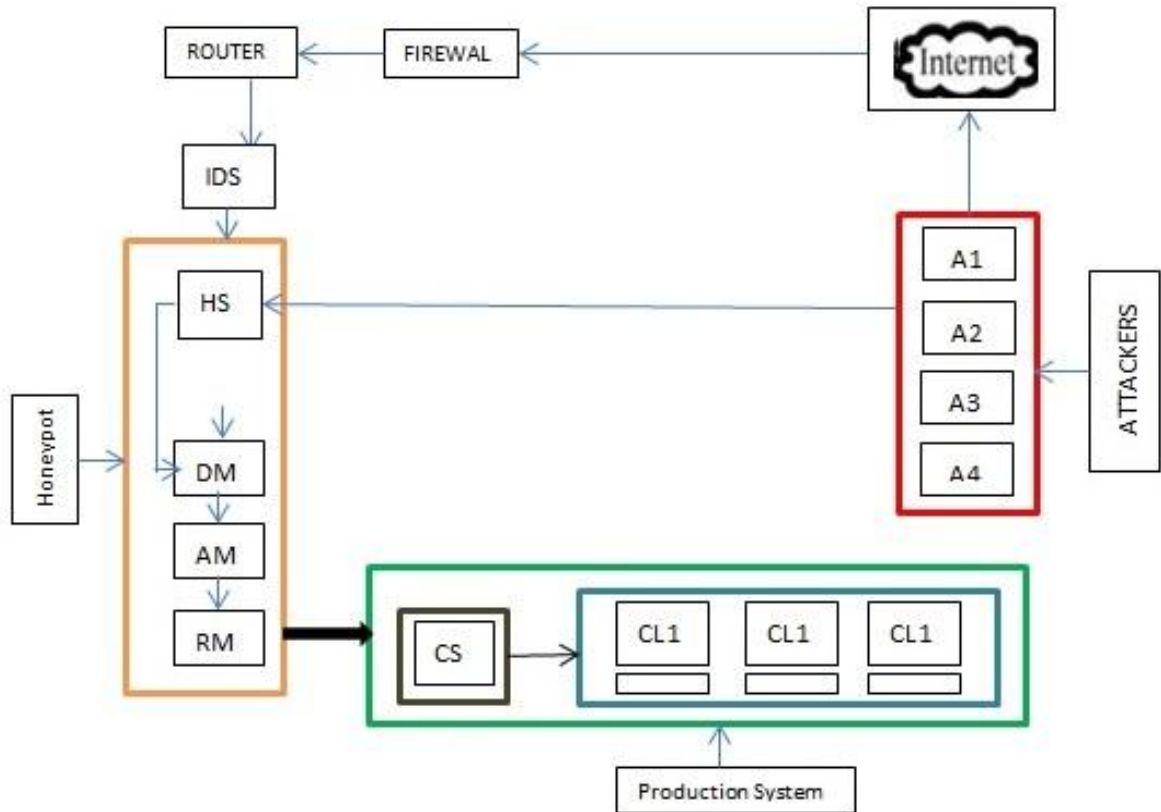 ROUTER
FIREWAL
Internet
IDS
HS
A1
A2
A3
A4
ATTACKERS
Honeypot
DM
AM
RM
CS
CL1
CL1
CL1
Production System